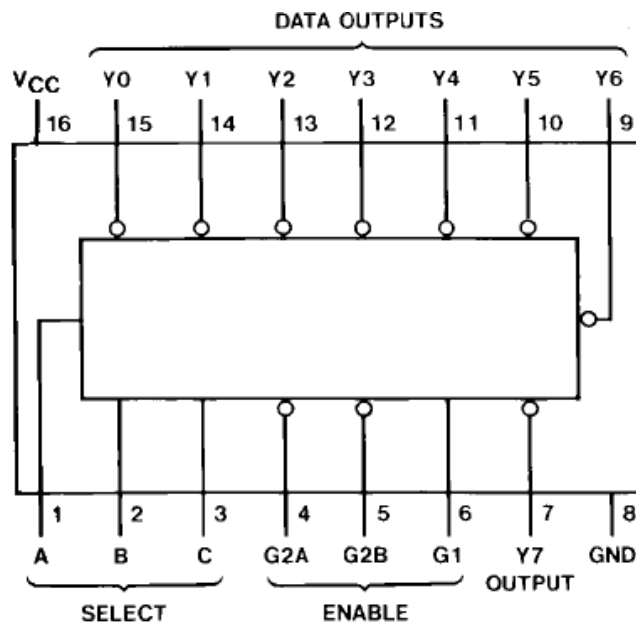 DATA OUTPUTS
VCC Y0 Y1 Y2 Y3 Y4 Y5 Y6
16 15 14 13 12 11 10 9
1 2 3 4 5 6 7 8
A B C G2A G2B G1 Y7 GND
OUTPUT
SELECT ENABLE